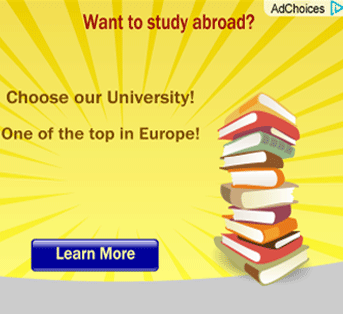 AdChoices
Want to study abroad?
Choose our University!
One of the top in Europe!
Learn More